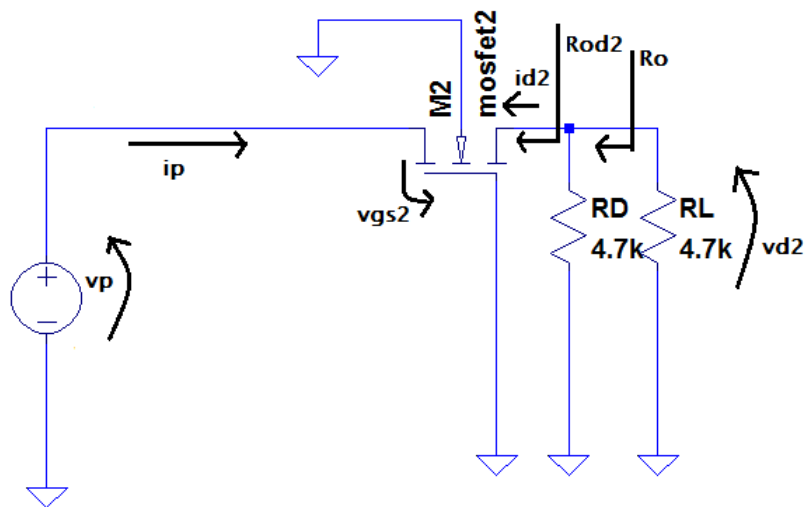 Rod2
Ro
M2
mosfet2
id2
ip
vgs2
RD
4.7k
RL
4.7k
vd2
vp